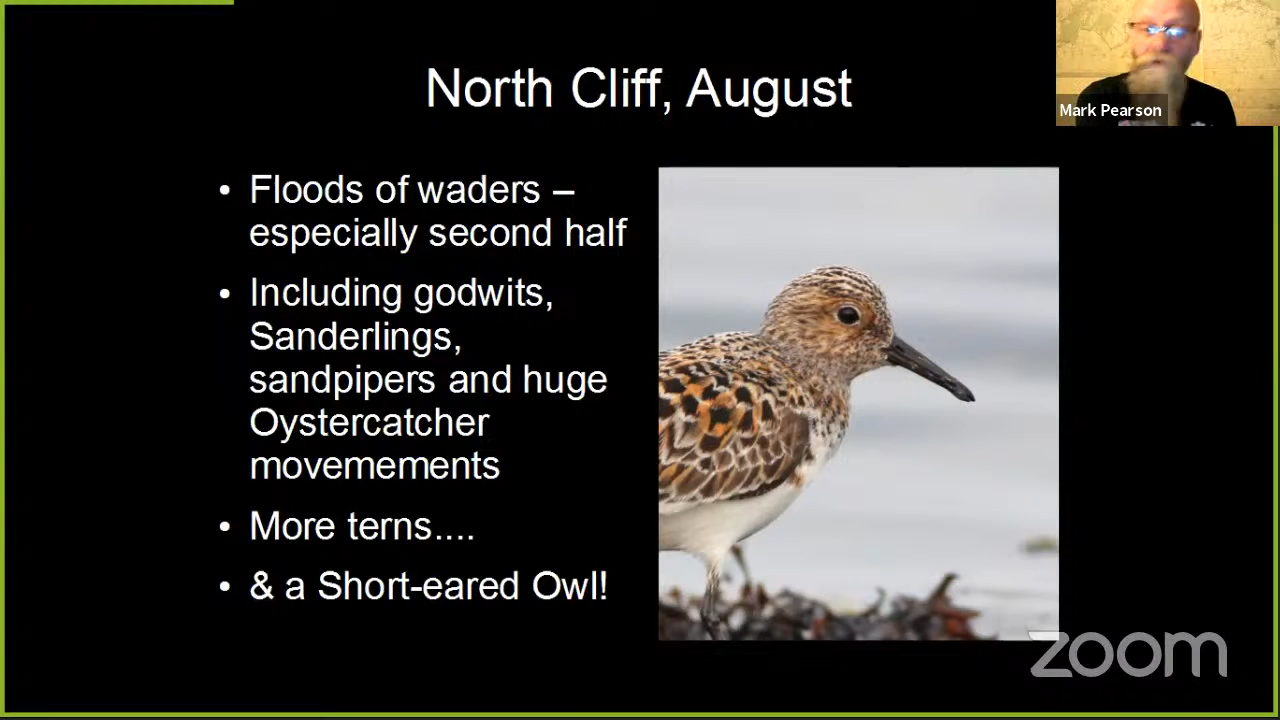 North Cliff, August
Mark Pearson
• Floods of waders –
especially second half
• Including godwits,
Sanderlings,
sandpipers and huge
Oystercatcher
movemements
• More terns....
• & a Short-eared Owl!
zoom